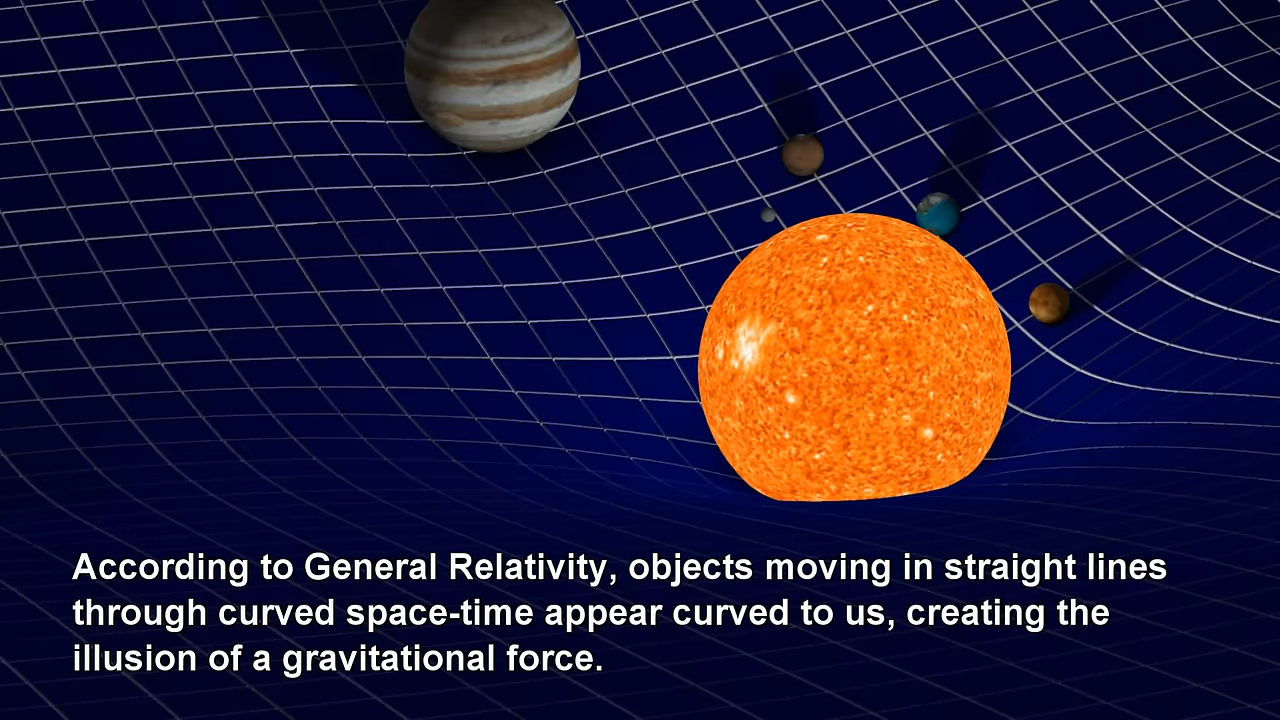 According to General Relativity, objects moving in straight lines
through curved space-time appear curved to us, creating the
illusion of a gravitational force.